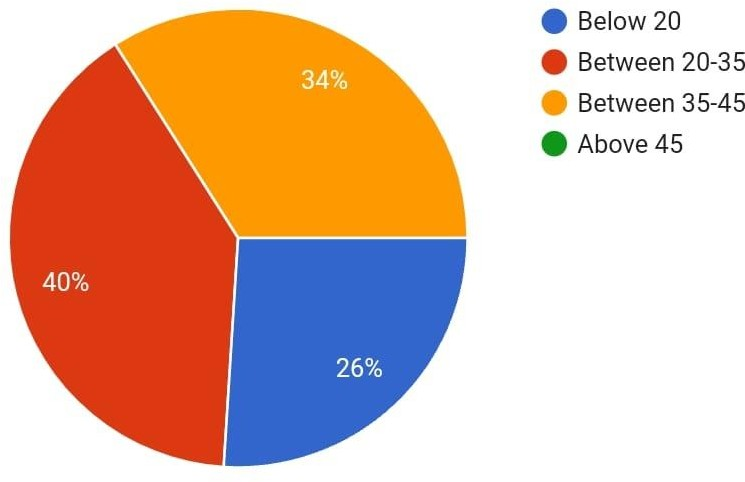 34%
40%
26%
Below 20
Between 20-35
Between 35-45
Above 45